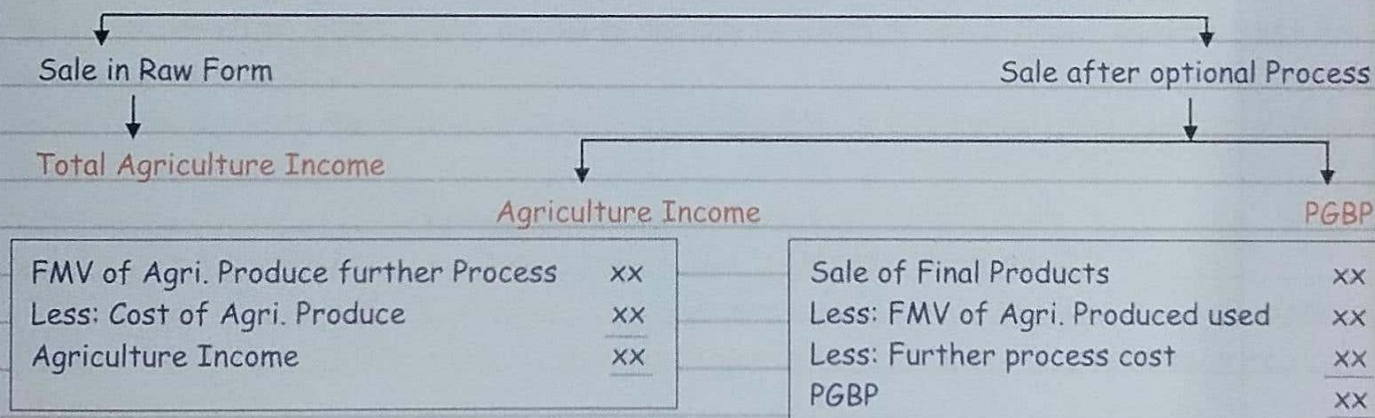 Sale in Raw Form
Sale after optional Process
Total Agriculture Income
Agriculture Income
PGBP
FMV of Agri. Produce further Process xx
Less: Cost of Agri. Produce xx
Agriculture Income xx
Sale of Final Products xx
Less: FMV of Agri. Produced used xx
Less: Further process cost xx
PGBP xx